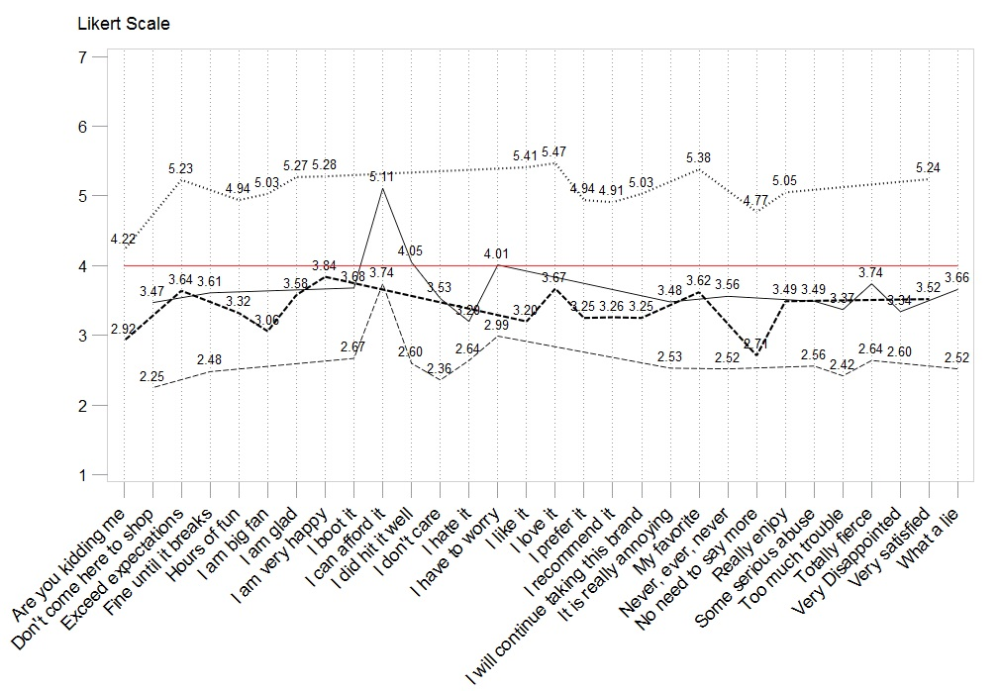 Likert Scale
7
6
5
4
3
2
1
4.22
5.23
4.94
5.03
5.27
5.28
5.11
5.41
5.47
4.94
4.91
5.03
5.38
4.77
5.05
5.24
2.92
3.47
3.64
3.61
3.32
3.06
3.58
3.84
3.68
3.74
4.05
3.53
3.20
4.01
3.20
3.67
3.25
3.26
3.25
3.48
3.62
3.56
2.71
3.49
3.49
3.37
3.74
3.34
3.52
3.66
2.25
2.48
2.67
2.60
2.36
2.64
2.99
2.53
2.52
2.56
2.42
2.64
2.60
2.52
Are you kidding me
Don't come here to shop
Exceed expectations
Fine until it breaks
Hours of fun
I am big fan
I am glad
I am very happy
I boot it
I can afford it
I did hit it well
I don't care
I hate it
I have to worry
I like it
I love it
I prefer it
I recommend it
I will continue taking this brand
It is really annoying
My favorite
Never, ever, never
No need to say more
Really enjoy
Some serious abuse
Too much trouble
Totally fierce
Very Disappointed
Very satisfied
What a lie